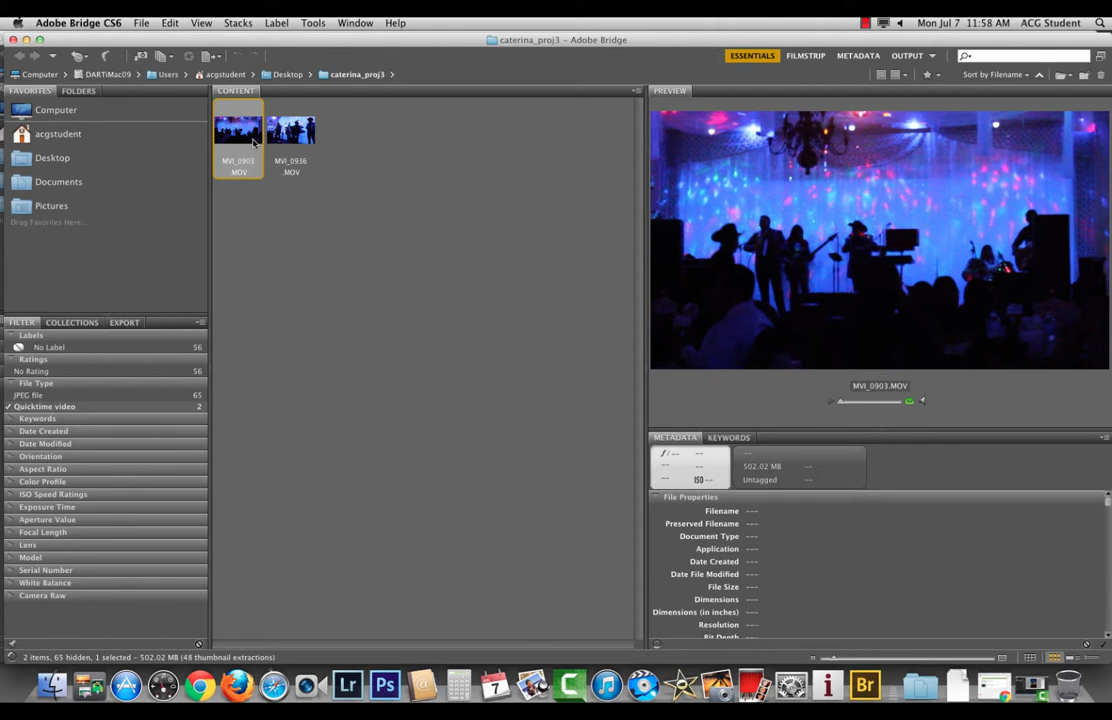 Adobe Bridge CS6 File Edit View Stacks Label Tools Window Help Mon Jul 7 11:58 AM ACG Student
caterina_proj3 – Adobe Bridge
ESSENTIALS FILMSTRIP METADATA OUTPUT
Computer DARTiMac09 Users acgstudent Desktop caterina_proj3 Sort by Filename
FAVORITES FOLDERS
Computer
acgstudent
Desktop
Documents
Pictures
Drag Favorites Here...
FILTER COLLECTIONS EXPORT
Labels
No Label 56
Ratings
No Rating 56
File Type
JPEG file 65
✓ Quicktime video 2
Keywords
Date Created
Date Modified
Orientation
Aspect Ratio
Color Profile
ISO Speed Ratings
Exposure Time
Aperture Value
Focal Length
Lens
Model
Serial Number
White Balance
Camera Raw
CONTENT
MVI_0903
.MOV
MVI_0936
.MOV
PREVIEW
MVI_0903.MOV
METADATA KEYWORDS
ƒ/-- --
-- --
-- ISO --
--
502.02 MB --
Untagged --
File Properties
Filename ---
Preserved Filename ---
Document Type ---
Application ---
Date Created ---
Date File Modified ---
File Size ---
Dimensions ---
Dimensions (in inches) ---
Resolution ---
Bit Depth ---
2 items, 65 hidden, 1 selected – 502.02 MB (48 thumbnail extractions)
7
Lr Ps Br